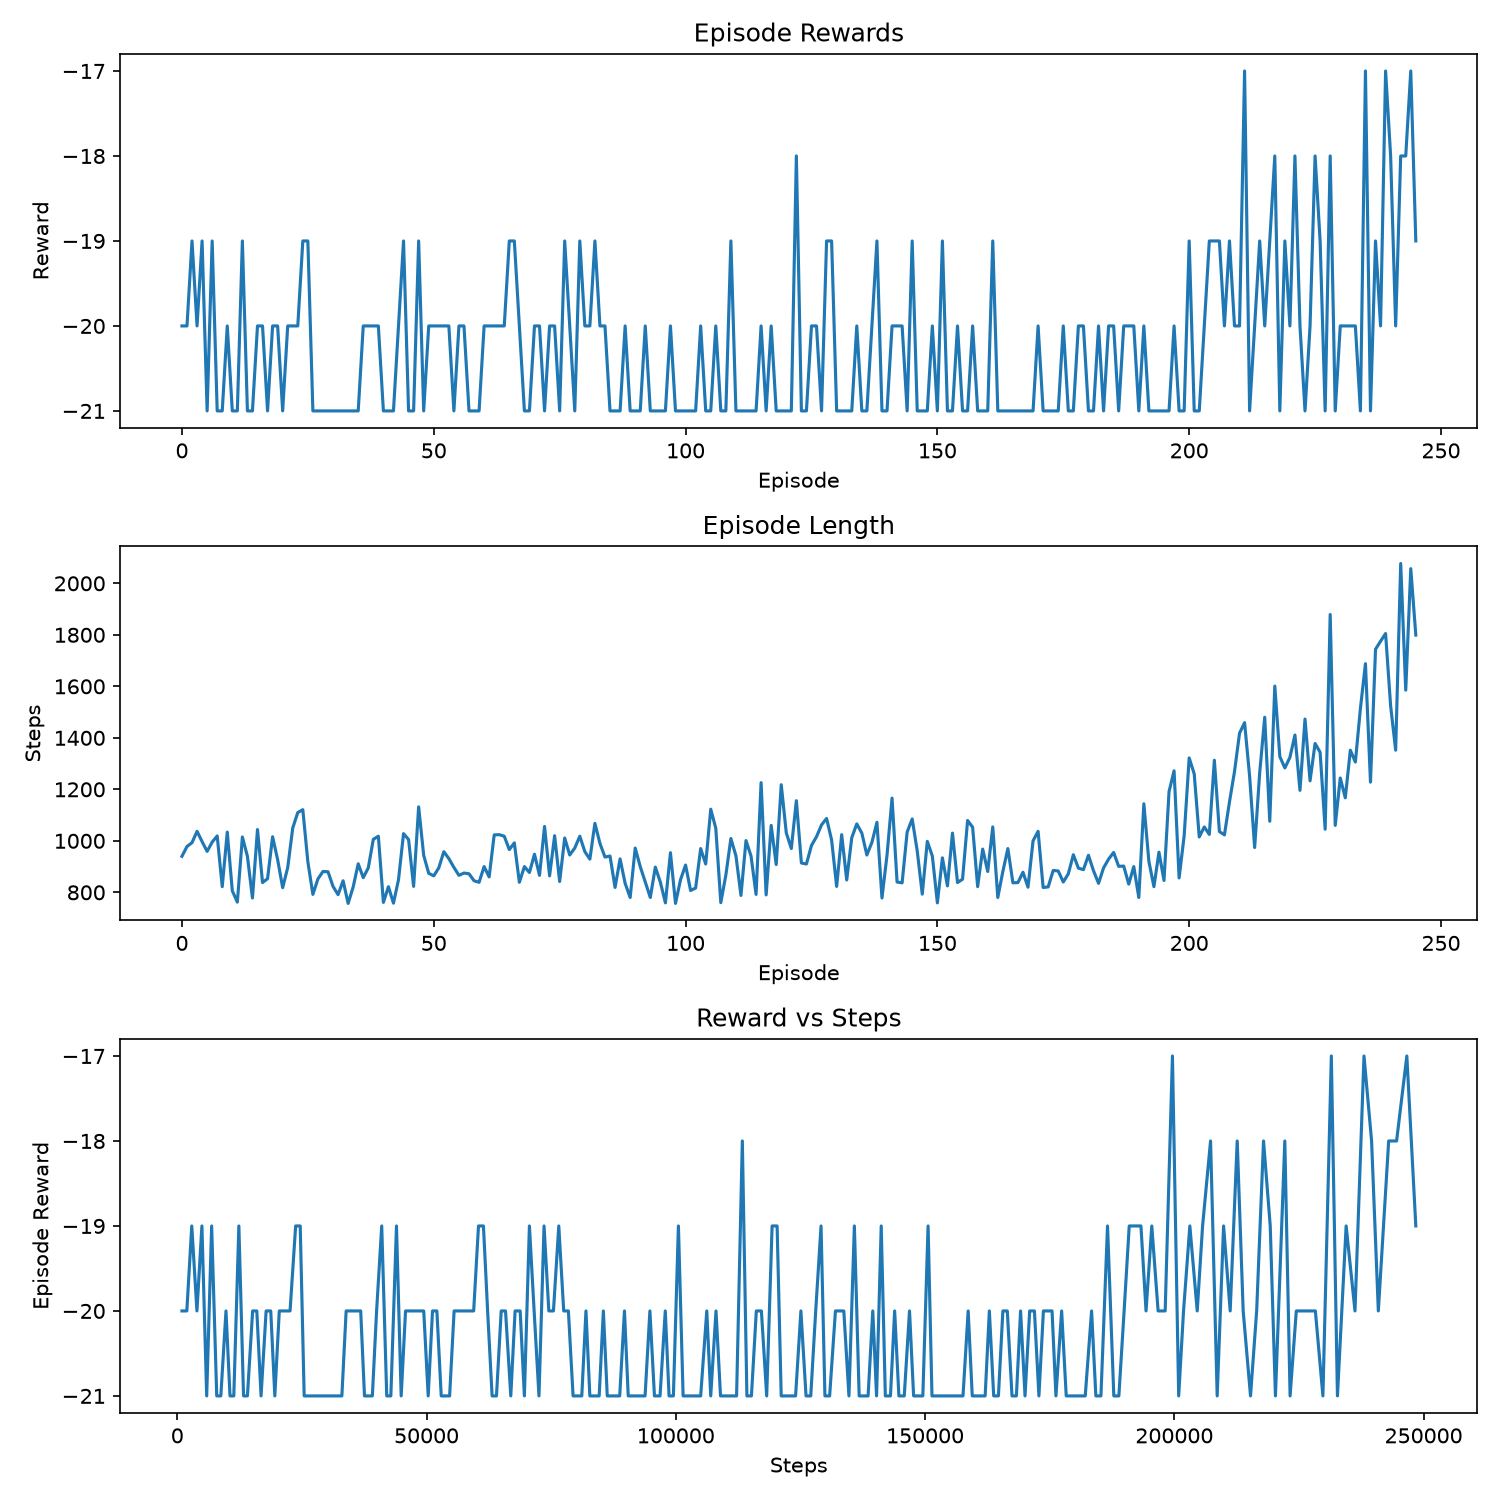 Episode Rewards
−17
−18
−19
−20
−21
Reward
0 50 100 150 200 250
Episode
Episode Length
2000
1800
1600
1400
1200
1000
800
Steps
0 50 100 150 200 250
Episode
Reward vs Steps
−17
−18
−19
−20
−21
Episode Reward
0 50000 100000 150000 200000 250000
Steps